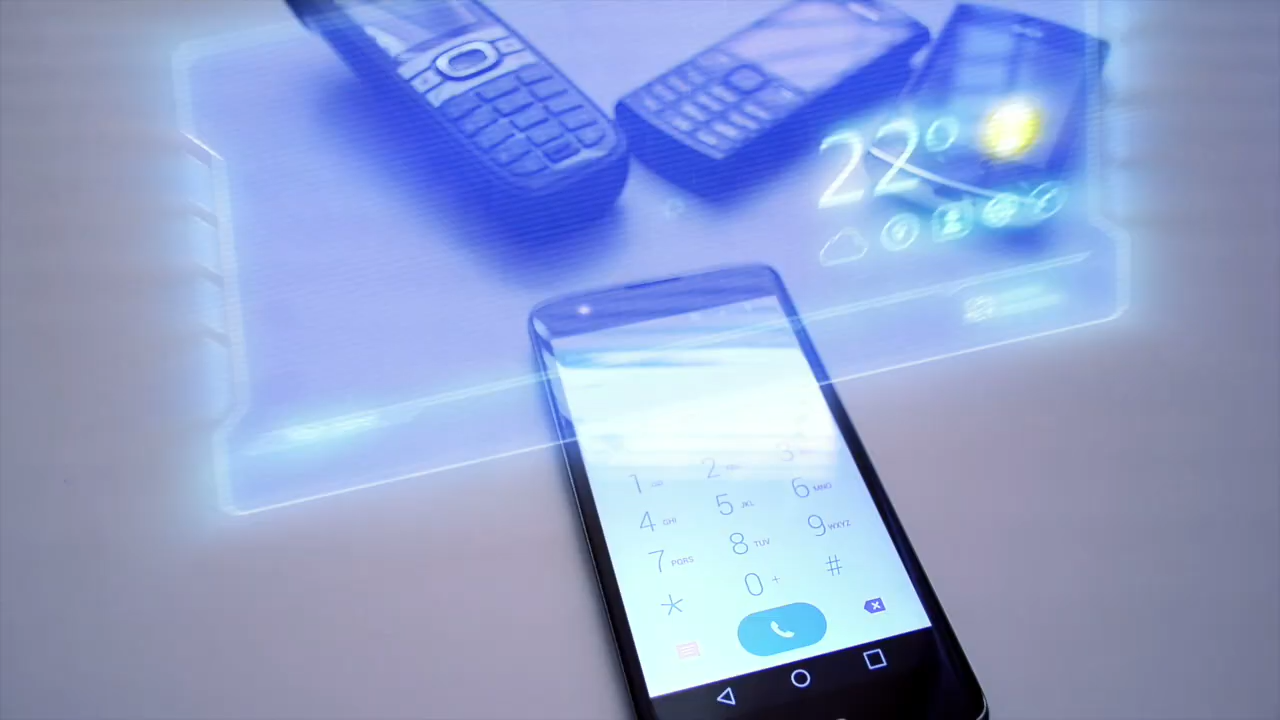 22°
1
2
3
4 GHI
5 JKL
6 MNO
7 PQRS
8 TUV
9 WXYZ
*
0 +
#